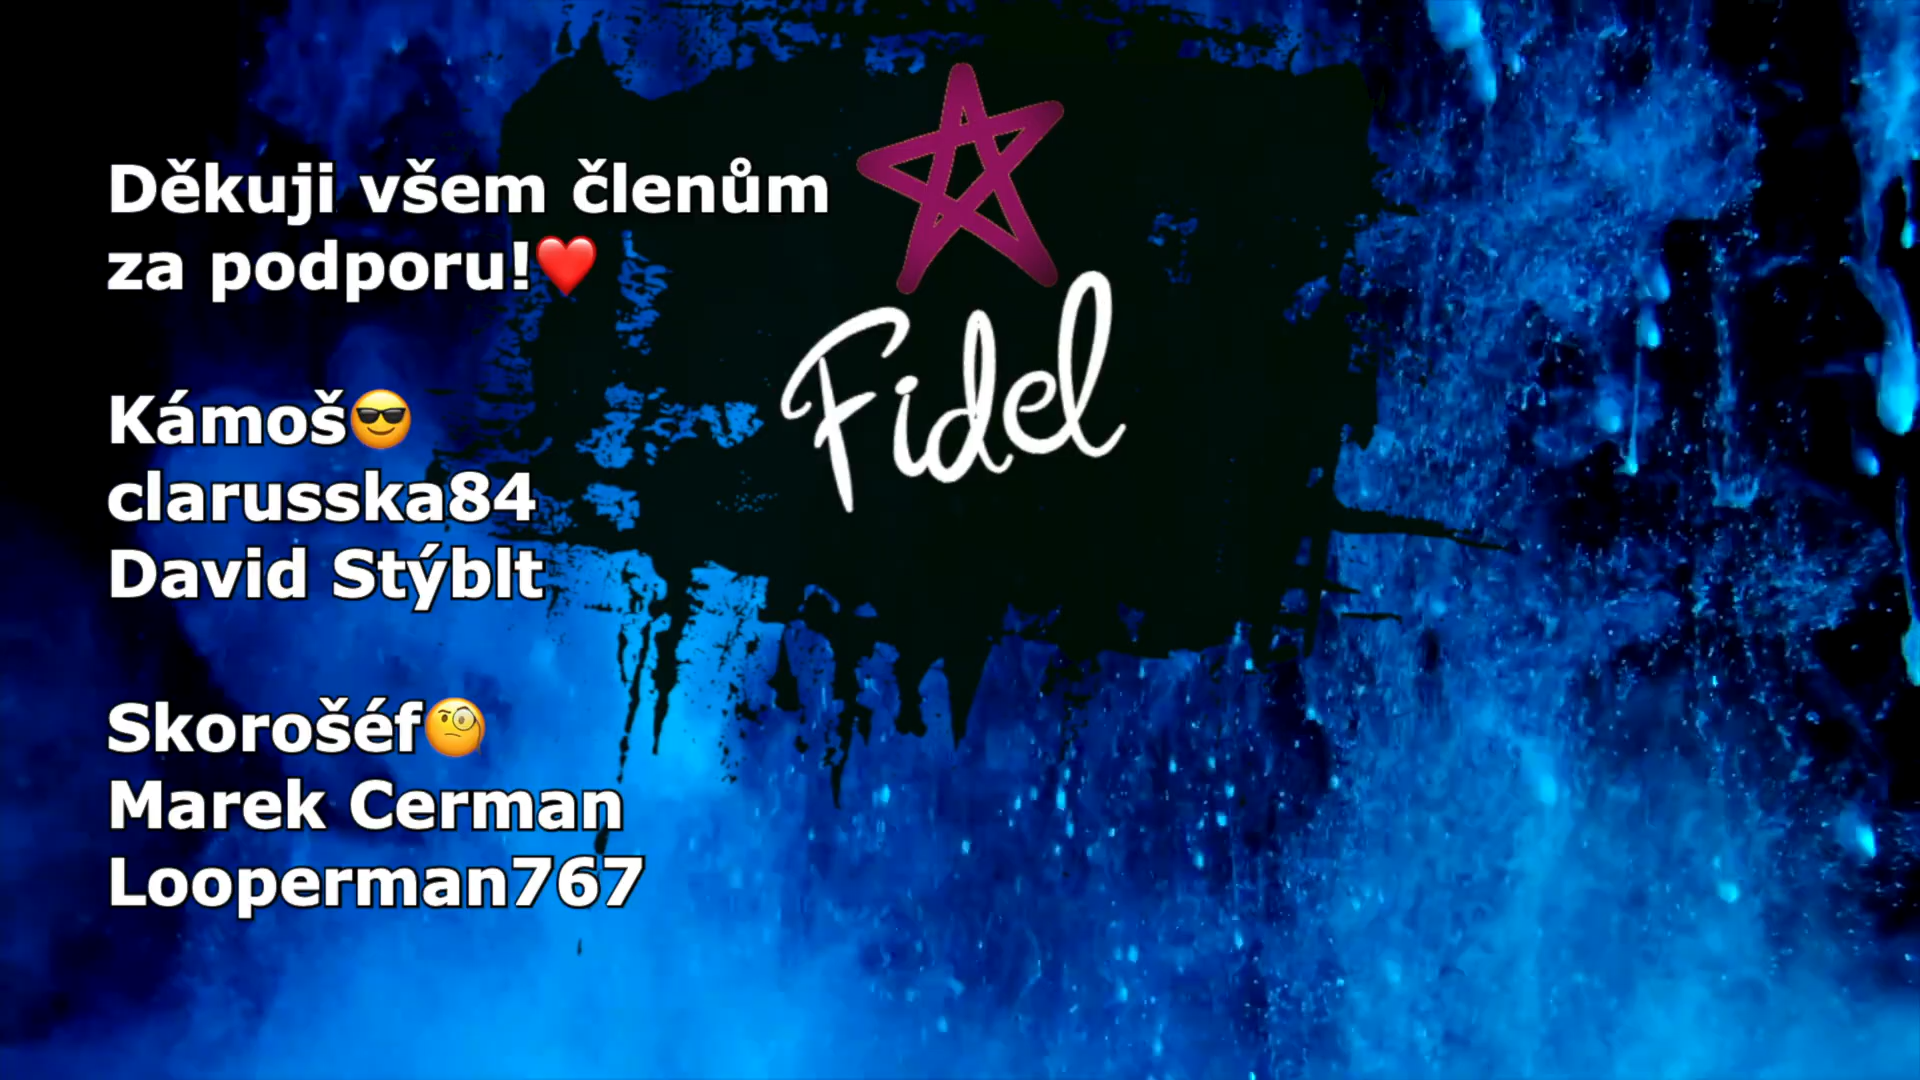 Děkuji všem členům
za podporu!❤️
Kámoš😎
clarusska84
David Stýblt
Skorošéf🧐
Marek Cerman
Looperman767
Fidel